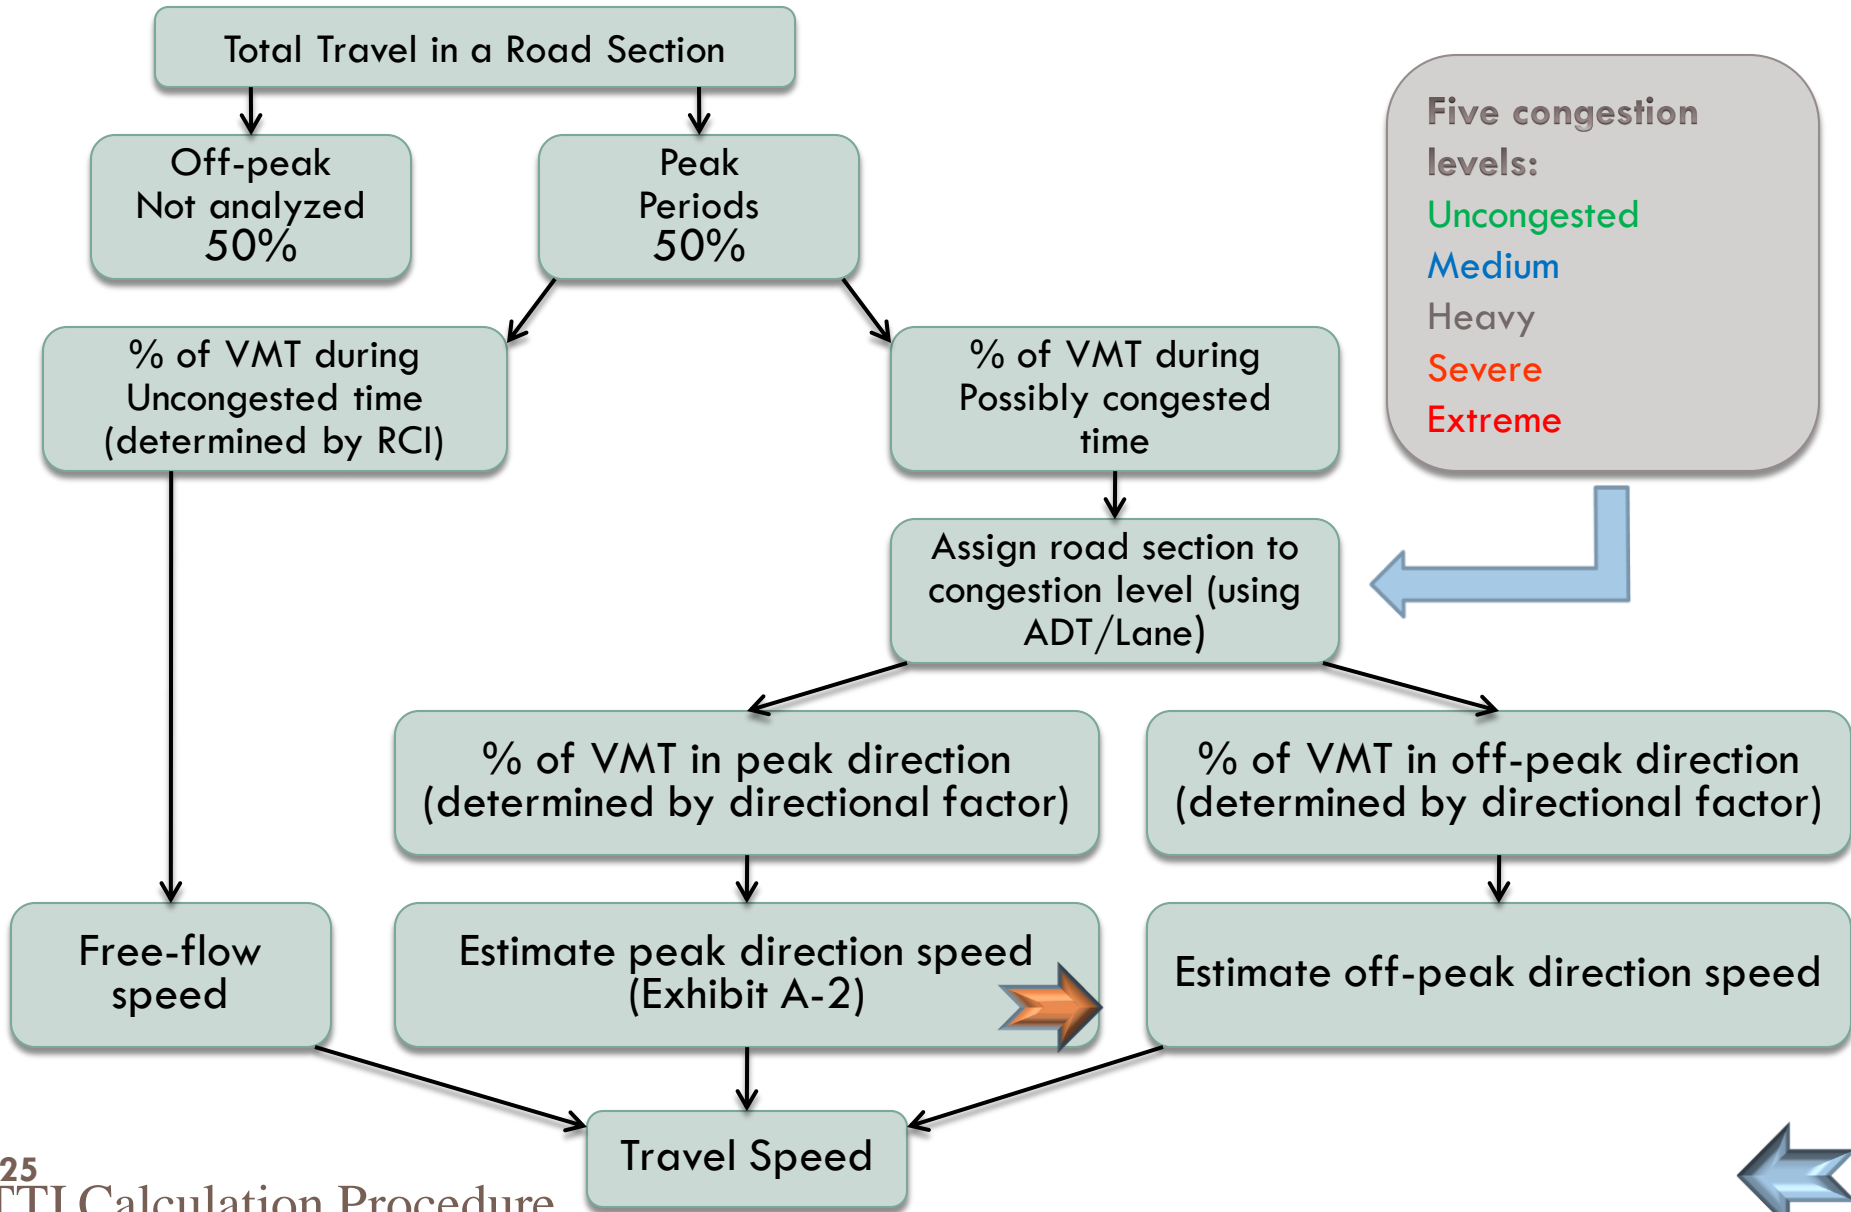 Total Travel in a Road Section
Off-peak
Not analyzed
50%
Peak
Periods
50%
Five congestion
levels:
Uncongested
Medium
Heavy
Severe
Extreme
% of VMT during
Uncongested time
(determined by RCI)
% of VMT during
Possibly congested
time
Assign road section to
congestion level (using
ADT/Lane)
% of VMT in peak direction
(determined by directional factor)
% of VMT in off-peak direction
(determined by directional factor)
Free-flow
speed
Estimate peak direction speed
(Exhibit A-2)
Estimate off-peak direction speed
Travel Speed
25
TTI Calculation Procedure